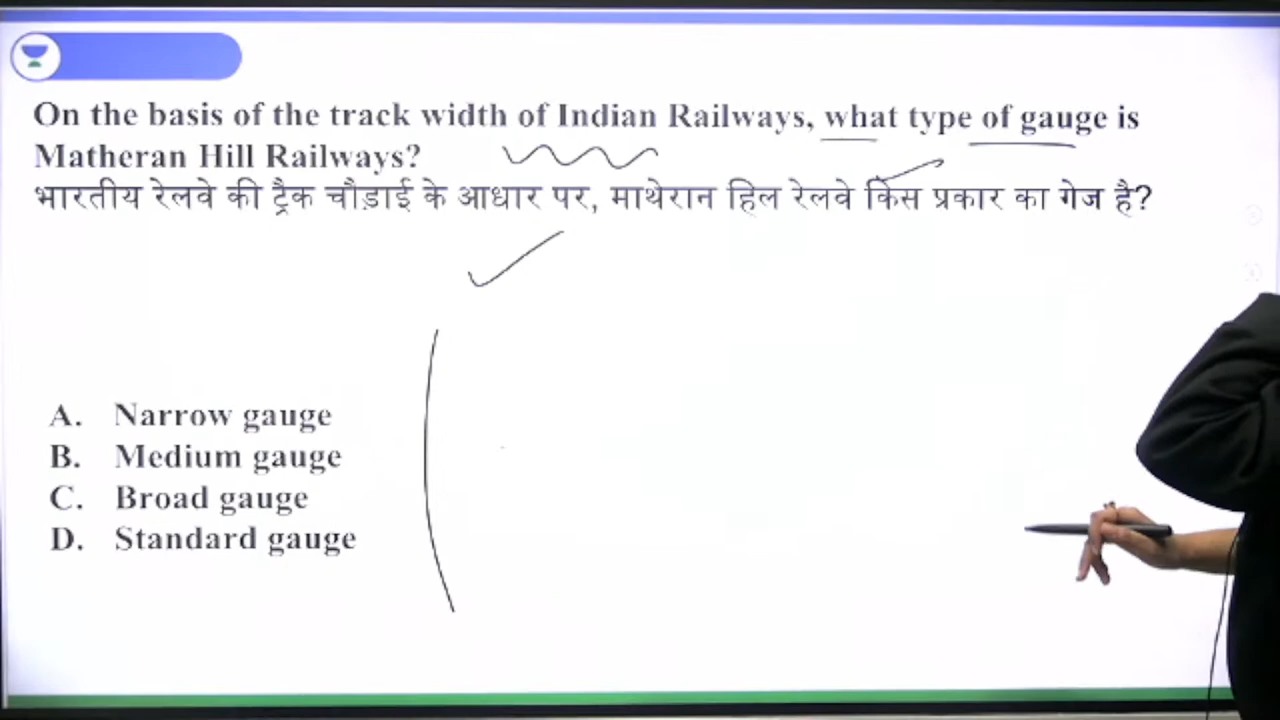 On the basis of the track width of Indian Railways, what type of gauge is
Matheran Hill Railways?
भारतीय रेलवे की ट्रैक चौड़ाई के आधार पर, माथेरान हिल रेलवे किस प्रकार का गेज है?
A. Narrow gauge
B. Medium gauge
C. Broad gauge
D. Standard gauge